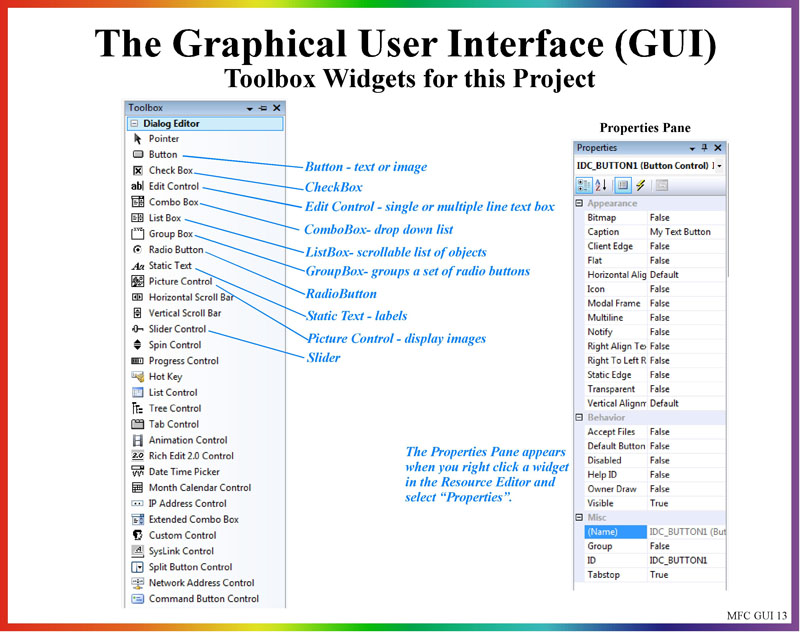 The Graphical User Interface (GUI)
Toolbox Widgets for this Project
Toolbox
Dialog Editor
Pointer
Button
Check Box
Edit Control
Combo Box
List Box
Group Box
Radio Button
Static Text
Picture Control
Horizontal Scroll Bar
Vertical Scroll Bar
Slider Control
Spin Control
Progress Control
Hot Key
List Control
Tree Control
Tab Control
Animation Control
Rich Edit 2.0 Control
Date Time Picker
Month Calendar Control
IP Address Control
Extended Combo Box
Custom Control
SysLink Control
Split Button Control
Network Address Control
Command Button Control
Button - text or image
CheckBox
Edit Control - single or multiple line text box
ComboBox- drop down list
ListBox- scrollable list of objects
GroupBox- groups a set of radio buttons
RadioButton
Static Text - labels
Picture Control - display images
Slider
The Properties Pane appears
when you right click a widget
in the Resource Editor and
select “Properties”.
Properties Pane
Properties
IDC_BUTTON1 (Button Control)
Appearance
Bitmap False
Caption My Text Button
Client Edge False
Flat False
Horizontal Alig Default
Icon False
Modal Frame False
Multiline False
Notify False
Right Align Te False
Right To Left R False
Static Edge False
Transparent False
Vertical Alignm Default
Behavior
Accept Files False
Default Button False
Disabled False
Help ID False
Owner Draw False
Visible True
Misc
(Name) IDC_BUTTON1 (But
Group False
ID IDC_BUTTON1
Tabstop True
MFC GUI 13